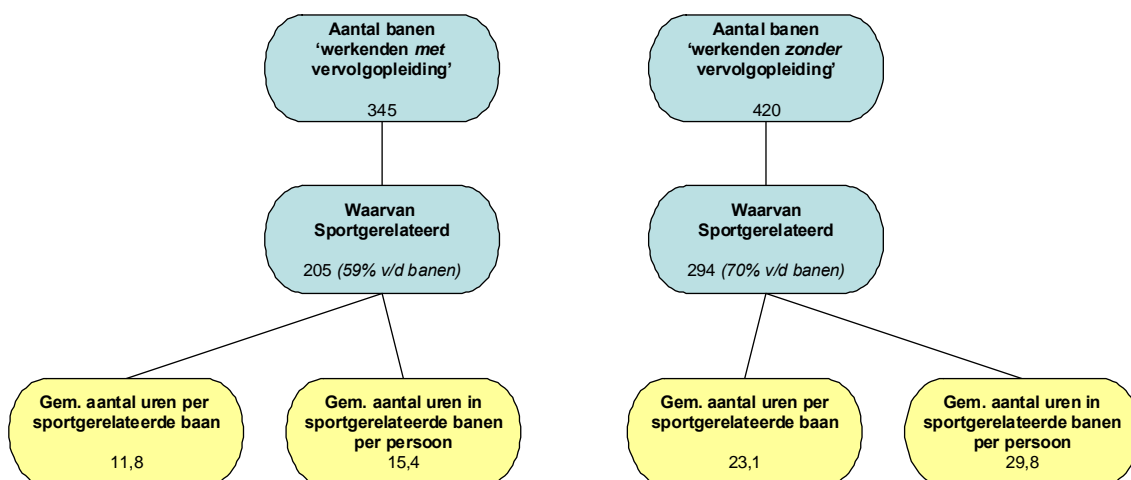 Aantal banen
‘werkenden met
vervolgopleiding’
345
Aantal banen
‘werkenden zonder
vervolgopleiding’
420
Waarvan
Sportgerelateerd
205 (59% v/d banen)
Waarvan
Sportgerelateerd
294 (70% v/d banen)
Gem. aantal uren per
sportgerelateerde baan
11,8
Gem. aantal uren in
sportgerelateerde banen
per persoon
15,4
Gem. aantal uren per
sportgerelateerde baan
23,1
Gem. aantal uren in
sportgerelateerde banen
per persoon
29,8